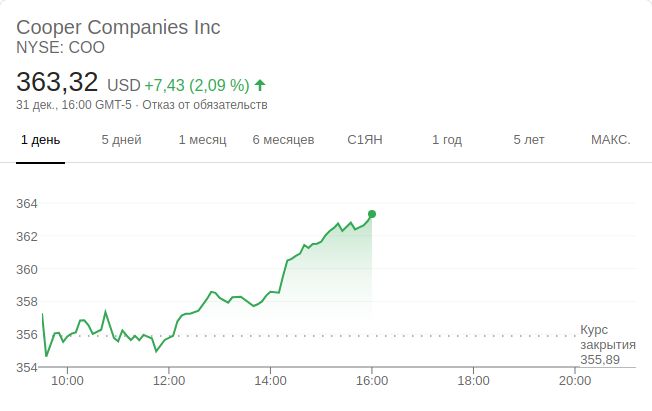 Cooper Companies Inc
NYSE: COO
363,32 USD +7,43 (2,09 %)
31 дек., 16:00 GMT-5 · Отказ от обязательств
1 день 5 дней 1 месяц 6 месяцев С1ЯН 1 год 5 лет МАКС.
364
362
360
358
356
354
Курс
закрытия
355,89
10:00 12:00 14:00 16:00 18:00 20:00